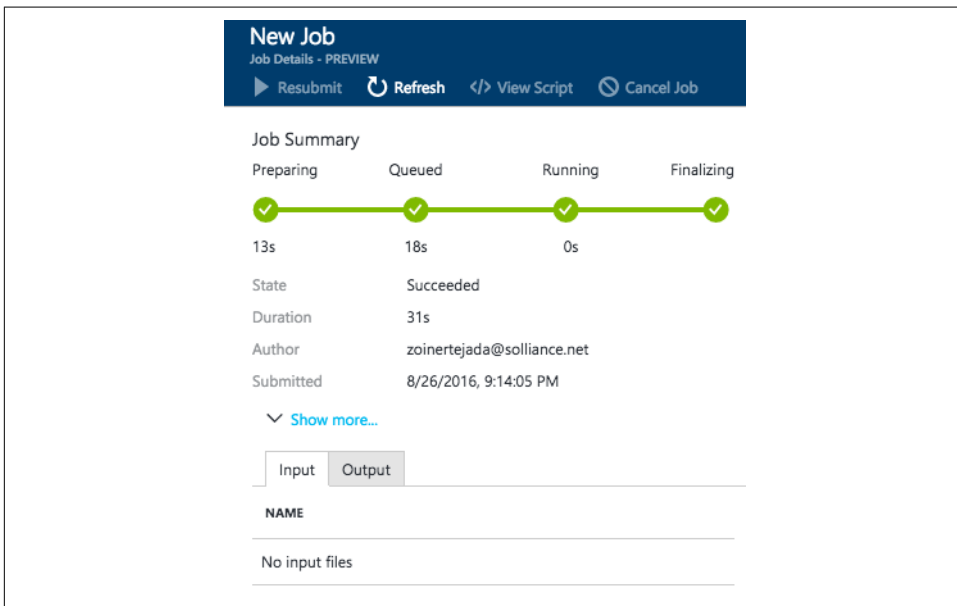 New Job
Job Details - PREVIEW
Resubmit Refresh </> View Script Cancel Job
Job Summary
Preparing Queued Running Finalizing
13s 18s 0s
State Succeeded
Duration 31s
Author zoinertejada@solliance.net
Submitted 8/26/2016, 9:14:05 PM
Show more...
Input Output
NAME
No input files